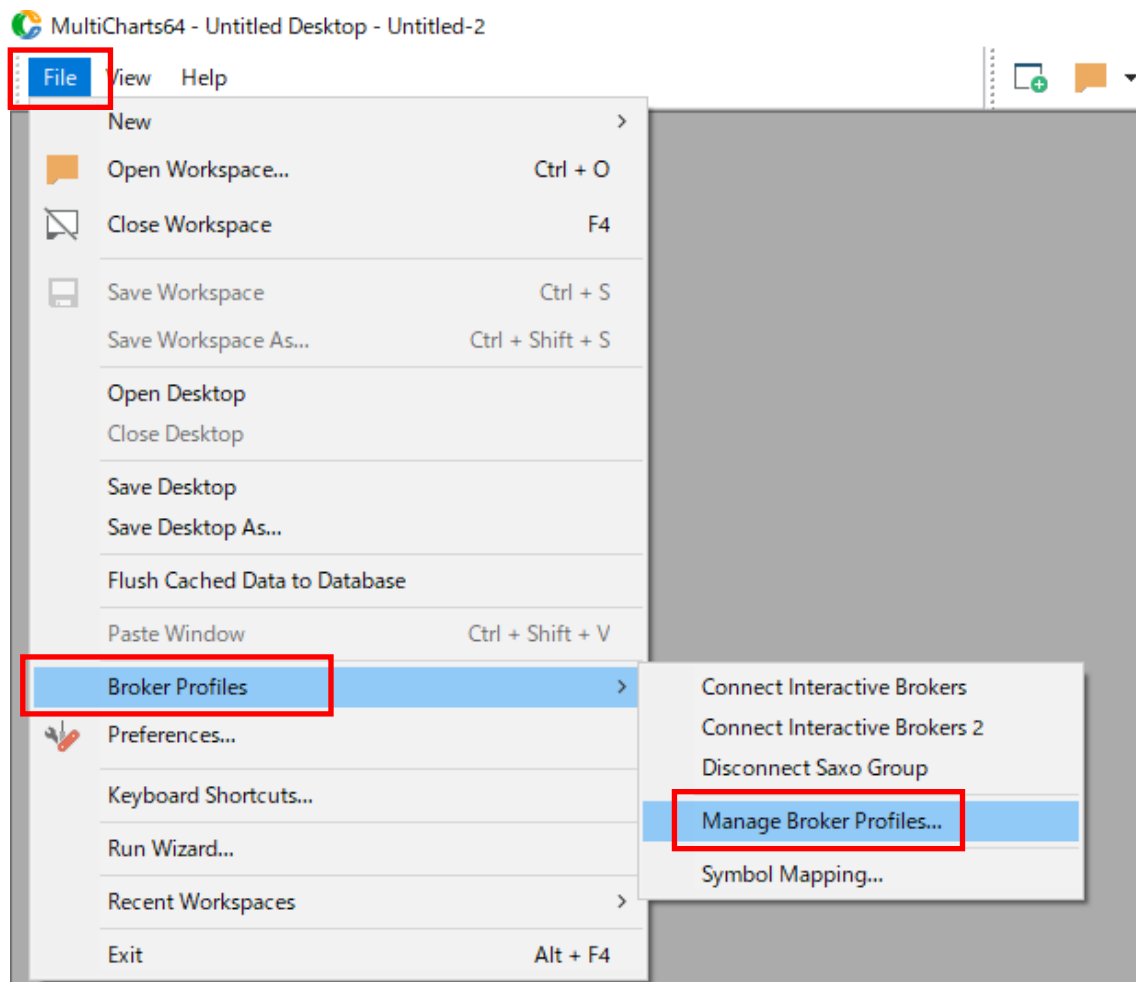 MultiCharts64 - Untitled Desktop - Untitled-2
File View Help
New
Open Workspace... Ctrl + O
Close Workspace F4
Save Workspace Ctrl + S
Save Workspace As... Ctrl + Shift + S
Open Desktop
Close Desktop
Save Desktop
Save Desktop As...
Flush Cached Data to Database
Paste Window Ctrl + Shift + V
Broker Profiles
Preferences...
Keyboard Shortcuts...
Run Wizard...
Recent Workspaces
Exit Alt + F4
Connect Interactive Brokers
Connect Interactive Brokers 2
Disconnect Saxo Group
Manage Broker Profiles...
Symbol Mapping...